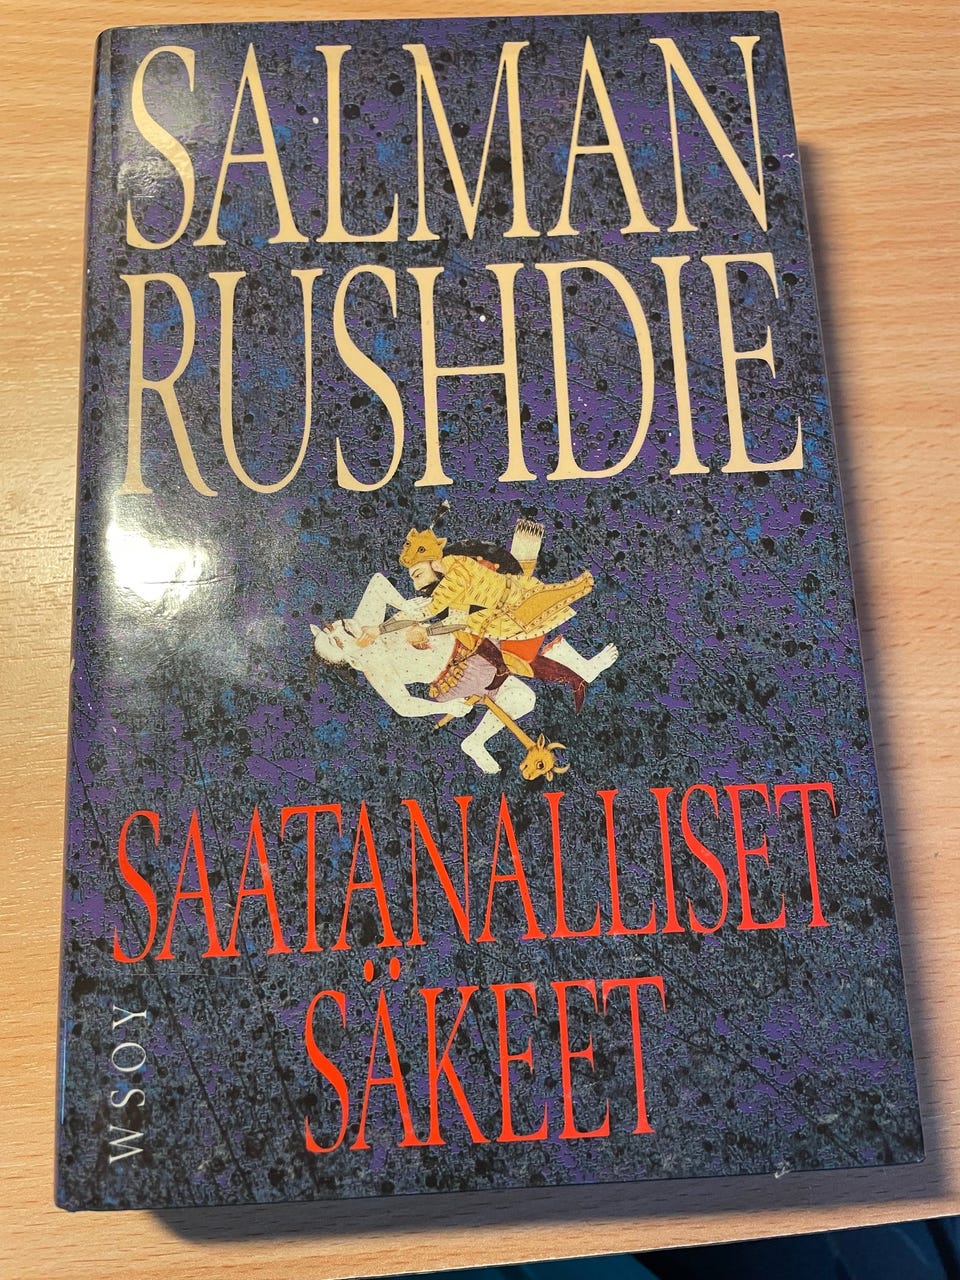 SALMAN
RUSHDIE
SAATANALLISET
SÄKEET
WSOY